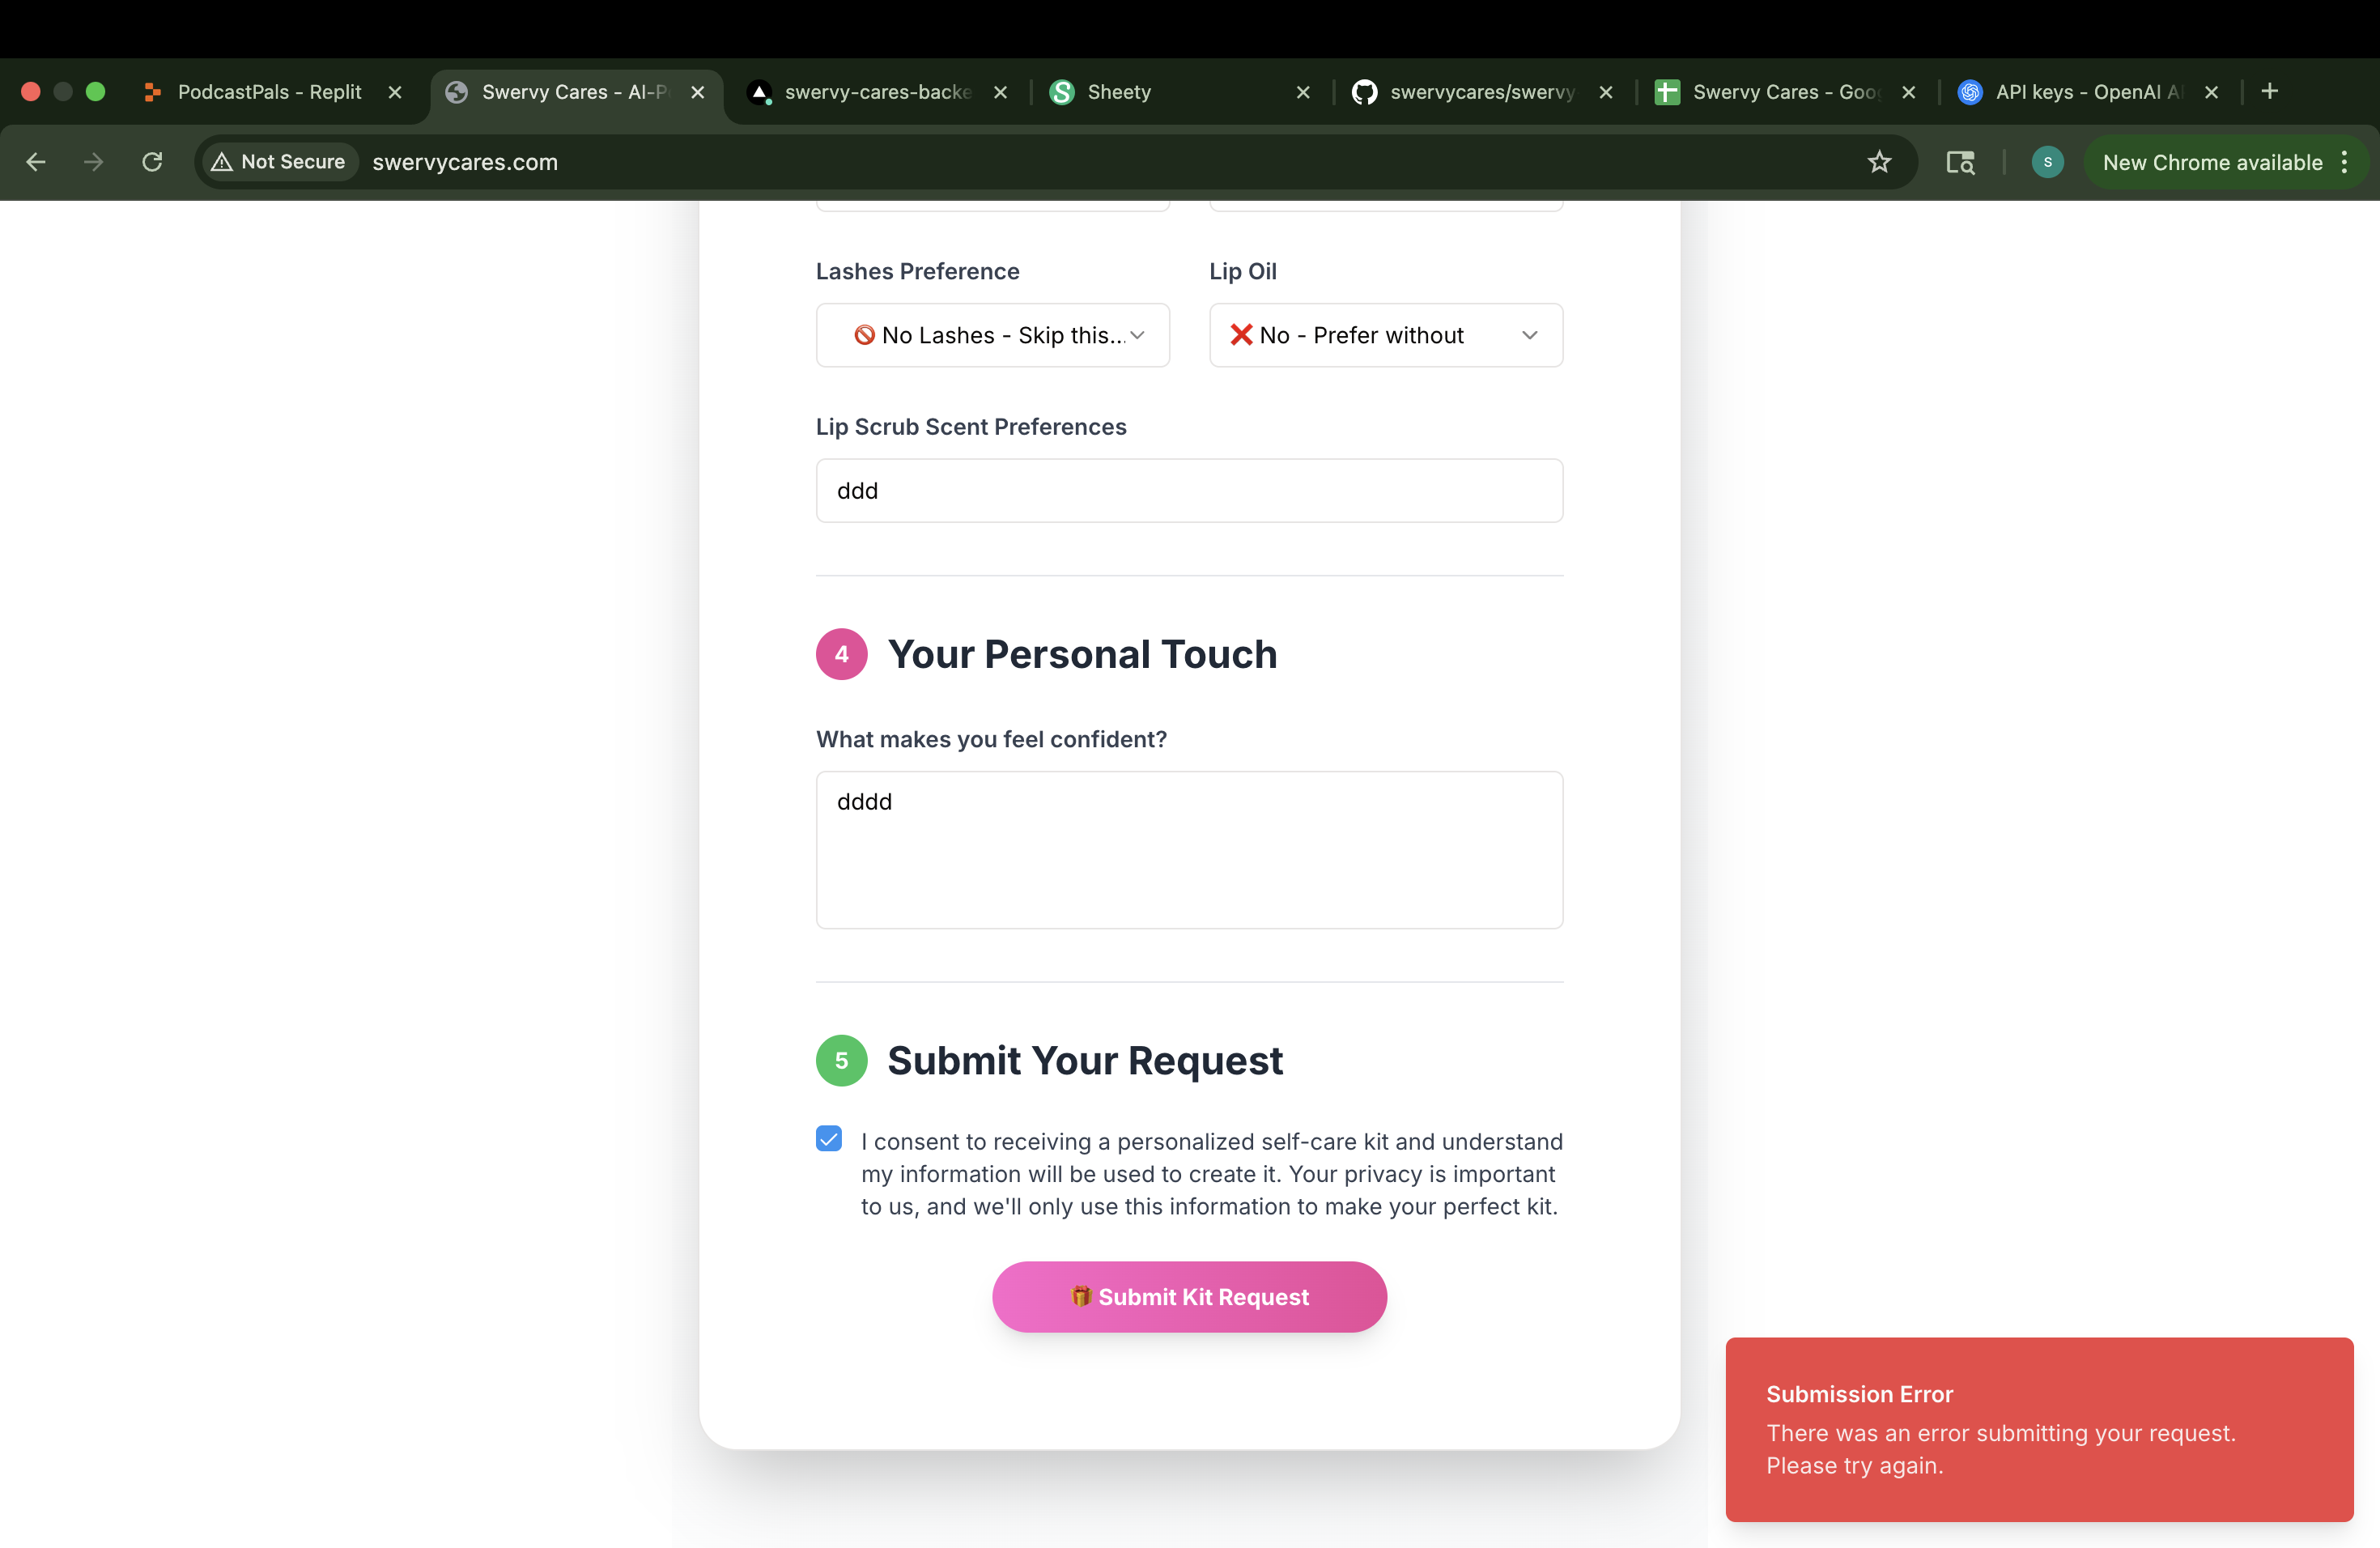 PodcastPals - Replit
Swervy Cares - AI-P
swervy-cares-backe
Sheety
swervycares/swervy
Swervy Cares - Goo
API keys - OpenAI A
Not Secure
swervycares.com
S
New Chrome available
Lashes Preference
Lip Oil
🚫 No Lashes - Skip this...
❌ No - Prefer without
Lip Scrub Scent Preferences
ddd
4
Your Personal Touch
What makes you feel confident?
dddd
5
Submit Your Request
I consent to receiving a personalized self-care kit and understand
my information will be used to create it. Your privacy is important
to us, and we'll only use this information to make your perfect kit.
🎁 Submit Kit Request
Submission Error
There was an error submitting your request.
Please try again.